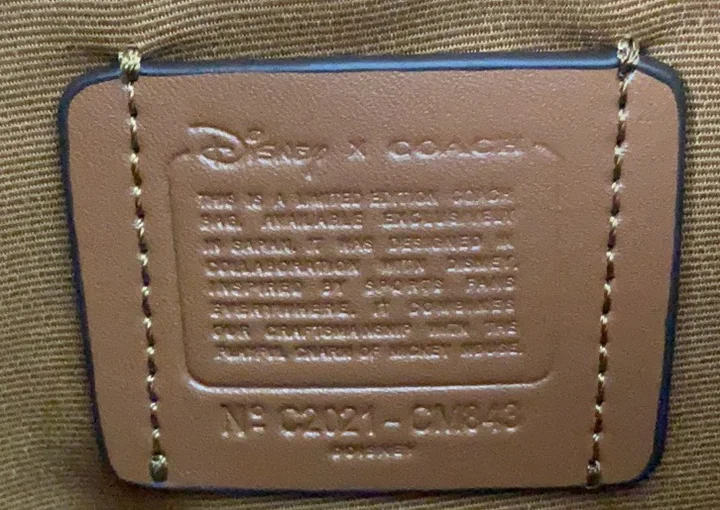 Disney X COACH
THIS IS A LIMITED EDITION COACH
BAG, AVAILABLE EXCLUSIVELY
IN JAPAN. IT WAS DESIGNED IN
COLLABORATION WITH DISNEY.
INSPIRED BY SPORTS FANS
EVERYWHERE, IT COMBINES
OUR CRAFTSMANSHIP WITH THE
PLAYFUL CHARM OF MICKEY MOUSE.
Nº C2021-CM843
©DISNEY